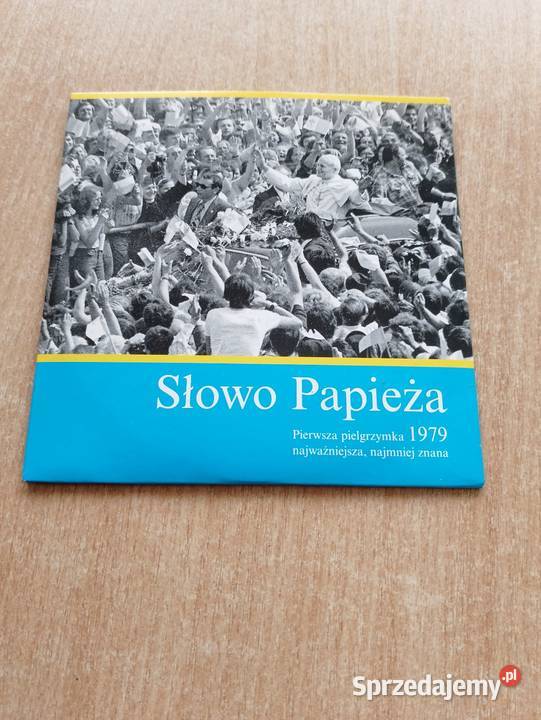 Słowo Papieża
Pierwsza pielgrzymka 1979
najważniejsza, najmniej znana
Sprzedajemy.pl